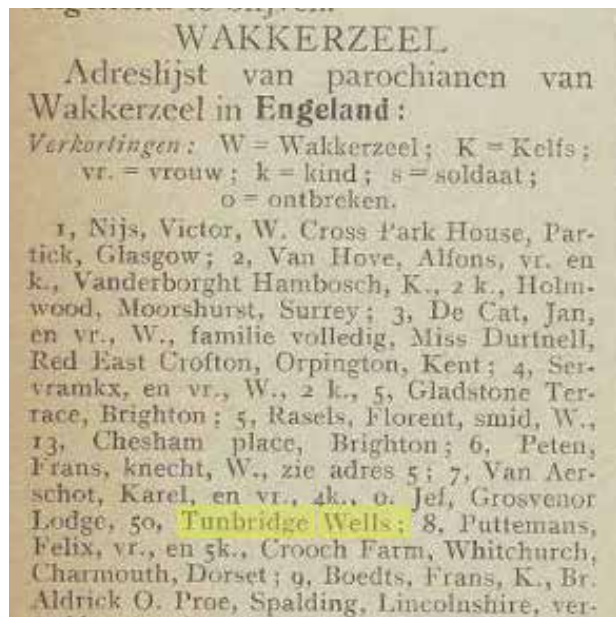 WAKKERZEEL
Adreslijst van parochianen van
Wakkerzeel in Engeland :
Verkortingen : W = Wakkerzeel ; K = Kelfs ;
vr. = vrouw ; k = kind ; s = soldaat ;
o = ontbreken.
1, Nijs, Victor, W. Cross Park House, Par-
tick, Glasgow ; 2, Van Hove, Alfons, vr. en
k., Vanderborght Hambosch, K., 2 k., Holm-
wood, Moorshurst, Surrey ; 3, De Cat, Jan,
en vr., W., familie volledig, Miss Durtnell,
Red East Crofton, Orpington, Kent ; 4, Ser-
vramkx, en vr., W., 2 k., 5, Gladstone Ter-
race, Brighton ; 5, Rasels, Florent, smid, W.,
13, Chesham place, Brighton ; 6, Peten,
Frans, knecht, W., zie adres 5 ; 7, Van Aer-
schot, Karel, en vr., 4k., o. Jef, Grosvenor
Lodge, 50, Tunbridge Wells ; 8, Puttemans,
Felix, vr., en 5k., Crooch Farm, Whitchurch,
Charmouth, Dorset ; 9, Boedts, Frans, K., Br.
Aldrick O. Proe, Spalding, Lincolnshire, ver-